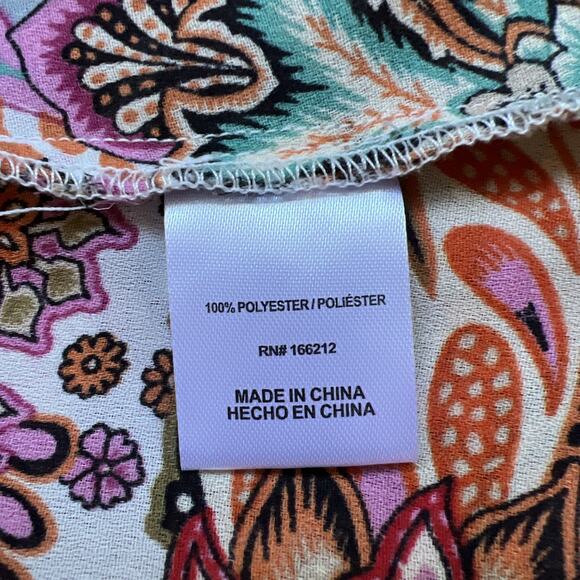 100% POLYESTER / POLIÉSTER
RN# 166212
MADE IN CHINA
HECHO EN CHINA